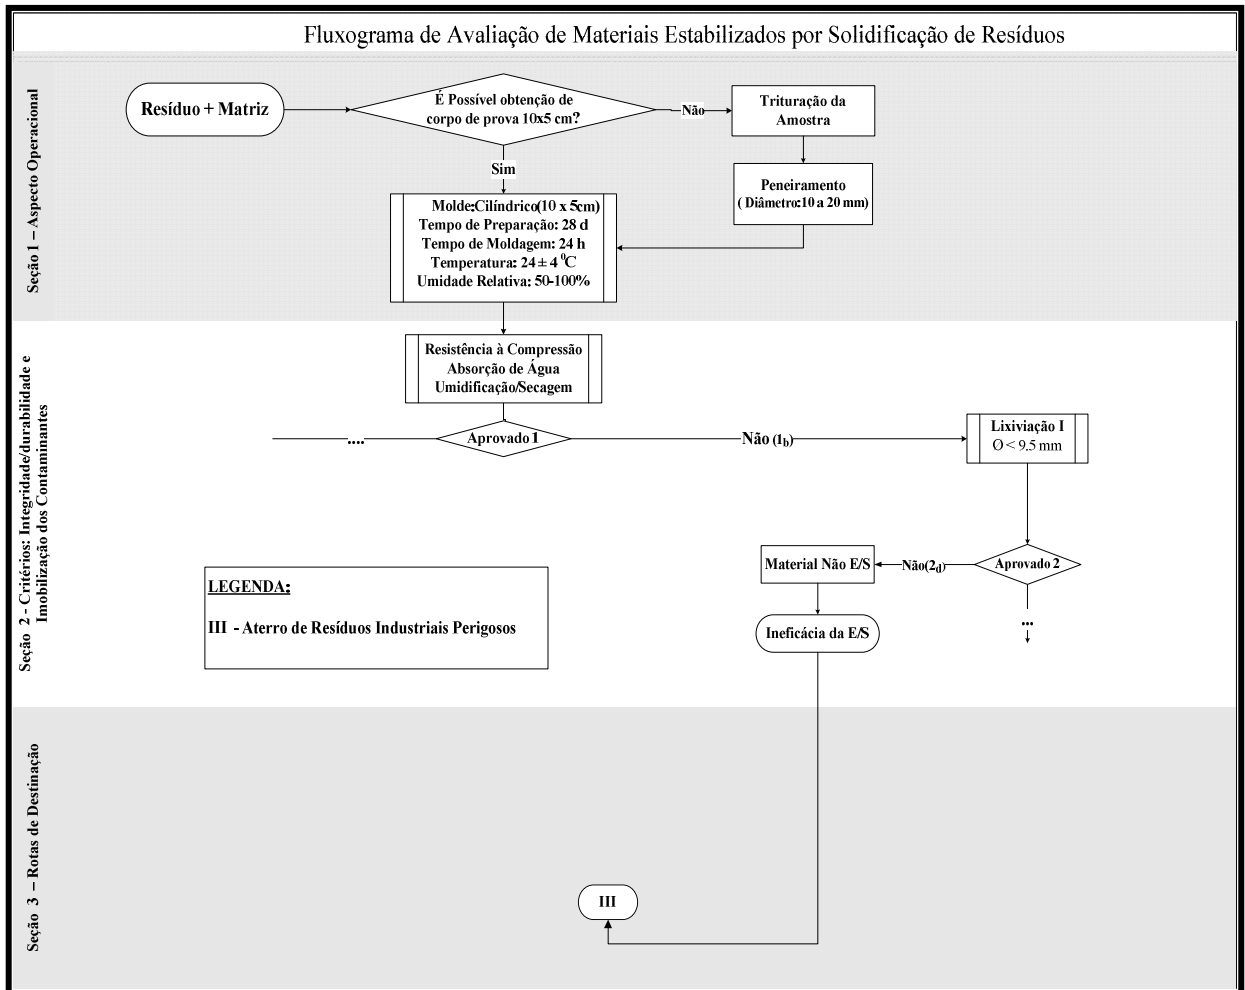 Fluxograma de Avaliação de Materiais Estabilizados por Solidificação de Resíduos
Seção 1 – Aspecto Operacional
Resíduo + Matriz
É Possível obtenção de
corpo de prova 10x5 cm?
Não
Trituração da
Amostra
Sim
Peneiramento
( Diâmetro:10 a 20 mm)
Molde:Cilíndrico(10 x 5cm)
Tempo de Preparação: 28 d
Tempo de Moldagem: 24 h
Temperatura: 24 ± 4 ⁰C
Umidade Relativa: 50-100%
Seção 2 - Critérios: Integridade/durabilidade e
Imobilização dos Contaminantes
Resistência à Compressão
Absorção de Água
Umidificação/Secagem
....
Aprovado 1
Não (1b)
Lixiviação I
Ø < 9.5 mm
Aprovado 2
Não(2d)
Material Não E/S
...
Ineficácia da E/S
LEGENDA:
III - Aterro de Resíduos Industriais Perigosos
Seção 3 – Rotas de Destinação
III